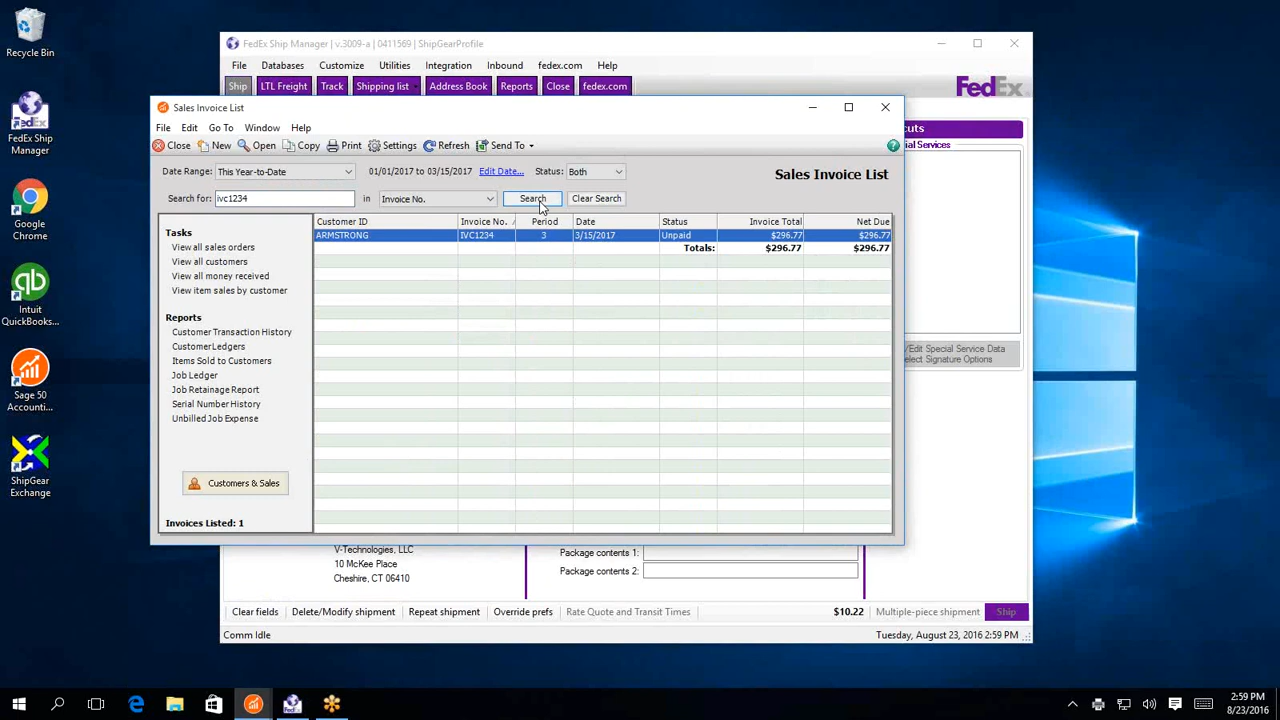 Recycle Bin
FedEx Ship
Manager
Google
Chrome
Intuit
QuickBooks...
Sage 50
Accounti...
ShipGear
Exchange
FedEx Ship Manager | v.3009-a | 0411569 | ShipGearProfile
File Databases Customize Utilities Integration Inbound fedex.com Help
Ship LTL Freight Track Shipping list Address Book Reports Close fedex.com
FedEx
cuts
ial Services
/Edit Special Service Data
elect Signature Options
Sales Invoice List
File Edit Go To Window Help
Close New Open Copy Print Settings Refresh Send To
Date Range: This Year-to-Date 01/01/2017 to 03/15/2017 Edit Date... Status: Both
Sales Invoice List
Search for: ivc1234 in Invoice No. Search Clear Search
Tasks
View all sales orders
View all customers
View all money received
View item sales by customer
Reports
Customer Transaction History
Customer Ledgers
Items Sold to Customers
Job Ledger
Job Retainage Report
Serial Number History
Unbilled Job Expense
Customers & Sales
Invoices Listed: 1
Customer ID Invoice No. / Period Date Status Invoice Total Net Due
ARMSTRONG IVC1234 3 3/15/2017 Unpaid $296.77 $296.77
Totals: $296.77 $296.77
V-Technologies, LLC
10 McKee Place
Cheshire, CT 06410
Package contents 1:
Package contents 2:
Clear fields Delete/Modify shipment Repeat shipment Override prefs Rate Quote and Transit Times $10.22 Multiple-piece shipment Ship
Comm Idle Tuesday, August 23, 2016 2:59 PM
2:59 PM
8/23/2016